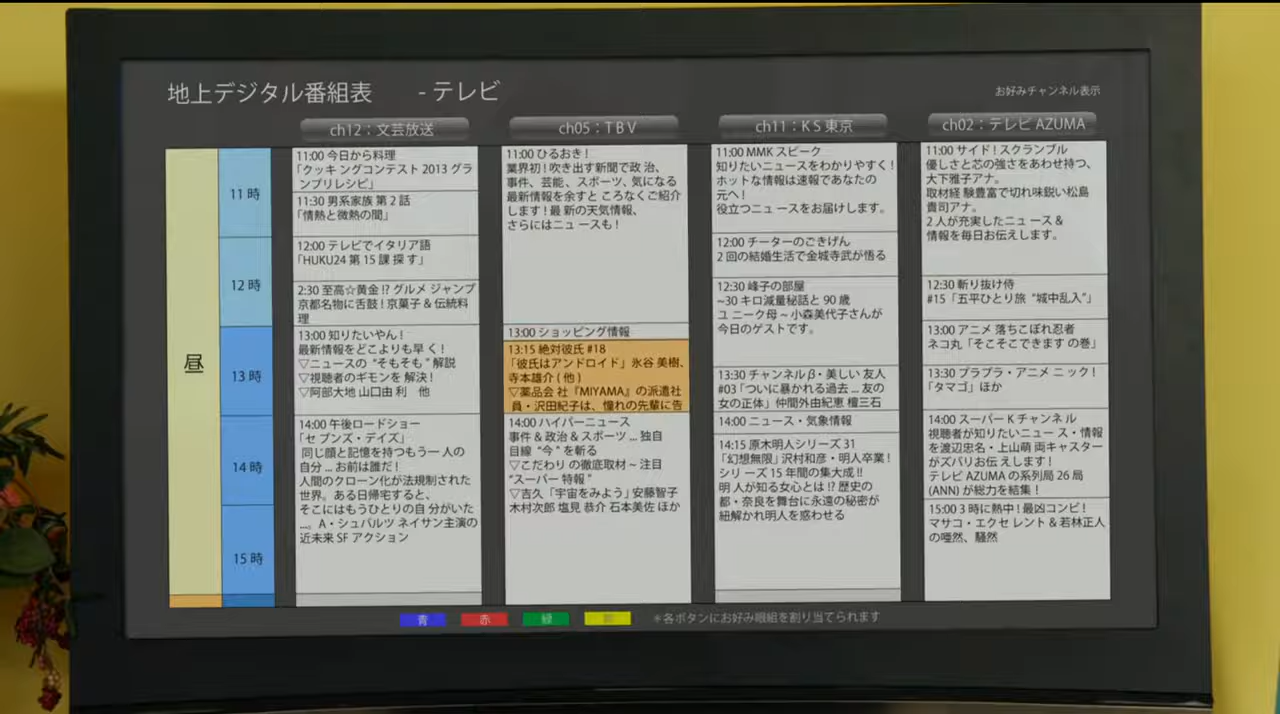 地上デジタル番組表 - テレビ
お好みチャンネル表示
ch12：文芸放送
ch05：TBV
ch11：KS東京
ch02：テレビ AZUMA
昼
11時
12時
13時
14時
15時
11:00 今日から料理
「クッキングコンテスト 2013 グラ
ンプリレシピ」
11:30 男系家族 第2話
「情熱と微熱の間」
12:00 テレビでイタリア語
「HUKU24 第15課 探す」
2:30 至高☆黄金!? グルメ ジャンプ
京都名物に舌鼓！京菓子＆伝統料
理
13:00 知りたいやん！
最新情報をどこよりも早く！
▽ニュースの“そもそも”解説
▽視聴者のギモンを解決！
▽阿部大地 山口由利 他
14:00 午後ロードショー
「セブンズ・デイズ」
同じ顔と記憶を持つもう一人の
自分…お前は誰だ！
人間のクローン化が法規制された
世界。ある日帰宅すると、
そこにはもうひとりの自分がいた
…。A・シュバルツ ネイサン主演の
近未来 SF アクション
11:00 ひるおき！
業界初！吹き出す新聞で政治、
事件、芸能、スポーツ、気になる
最新情報を余すところなくご紹介
します！最新の天気情報、
さらにはニュースも！
13:00 ショッピング情報
13:15 絶対彼氏 #18
「彼氏はアンドロイド」氷谷美樹、
寺本雄介(他)
▽薬品会社『MIYAMA』の派遣社
員・沢田紀子は、憧れの先輩に告
14:00 ハイパーニュース
事件＆政治＆スポーツ…独自
目線“今”を斬る
▽こだわりの徹底取材～注目
“スーパー特報”
▽吉久「宇宙をみよう」安藤智子
木村次郎 塩見恭介 石本美佐 ほか
11:00 MMK スピーク
知りたいニュースをわかりやすく！
ホットな情報は速報であなたの
元へ！
役立つニュースをお届けします。
12:00 チーターのごきげん
2回の結婚生活で金城寺武が悟る
12:30 峰子の部屋
~30キロ減量秘話と90歳
ユニーク母～小森美代子さんが
今日のゲストです。
13:30 チャンネルβ・美しい友人
#03「ついに暴かれる過去…友の
女の正体」仲間外由紀恵 檀三石
14:00 ニュース・気象情報
14:15 原木明人シリーズ 31
「幻想無限」沢村和彦・明人卒業！
シリーズ15年間の集大成!!
明人が知る女心とは!? 歴史の
都・奈良を舞台に永遠の秘密が
紐解かれ明人を惑わせる
11:00 サイド！スクランブル
優しさと芯の強さをあわせ持つ、
大下雅子アナ。
取材経験豊富で切れ味鋭い松島
貴司アナ。
2人が充実したニュース＆
情報を毎日お伝えします。
12:30 斬り抜け侍
#15「五平ひとり旅“城中乱入”」
13:00 アニメ 落ちこぼれ忍者
ネコ丸「そこそこできますの巻」
13:30 プラプラ・アニメ ニック！
「タマゴ」ほか
14:00 スーパーKチャンネル
視聴者が知りたいニュース・情報
を渡辺忠名・上山萌 両キャスター
がズバリお伝えします！
テレビ AZUMA の系列局26局
(ANN) が総力を結集！
15:00 3時に熱中！最凶コンビ！
マサコ・エクセレント＆若林正人
の唖然、騒然
青 赤 緑
＊各ボタンにお好み眼組を割り当てられます